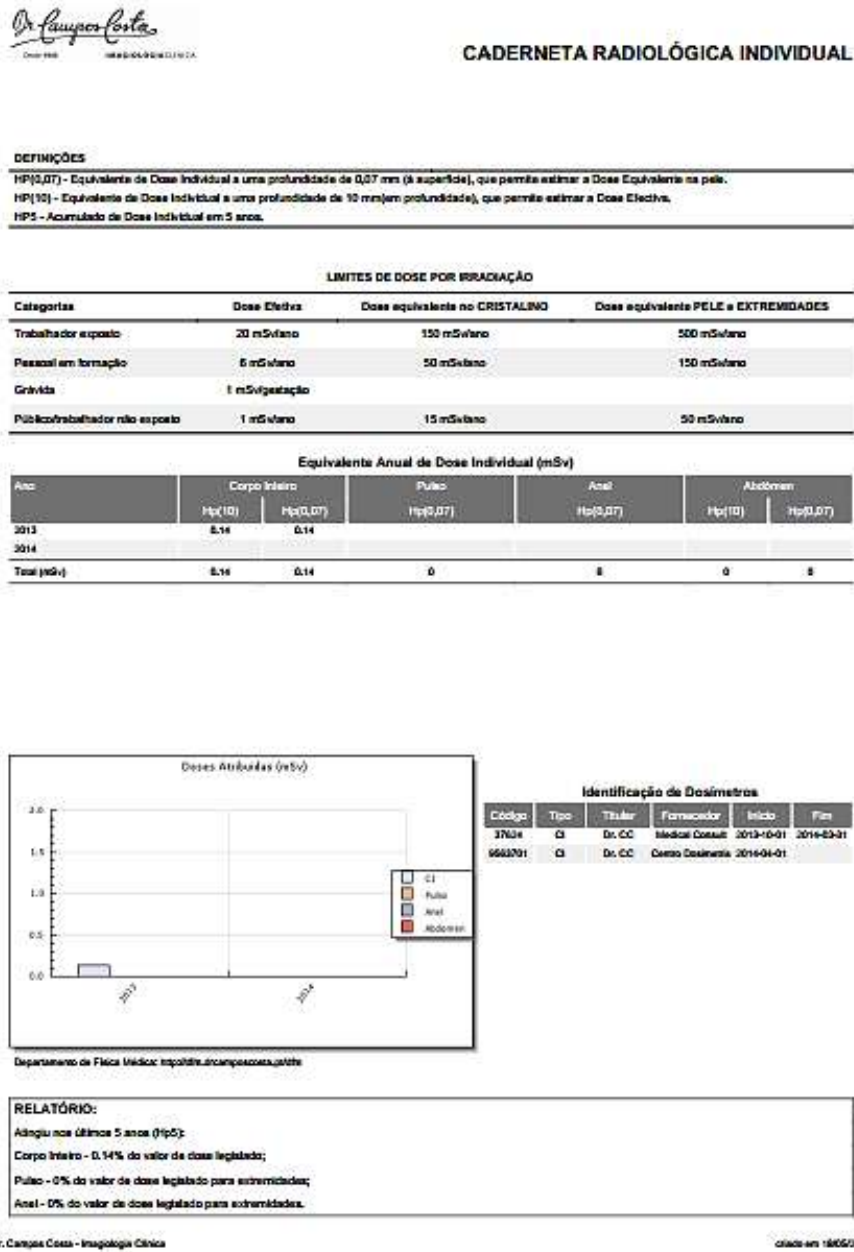 Dr Campos Costa
CADERNETA RADIOLÓGICA INDIVIDUAL
DEFINIÇÕES
HP(0,07) - Equivalente de Dose Individual a uma profundidade de 0,07 mm (à superfície), que permite estimar a Dose Equivalente na pele.
HP(10) - Equivalente de Dose Individual a uma profundidade de 10 mm(em profundidade), que permite estimar a Dose Efectiva.
HP5 - Acumulado de Dose Individual em 5 anos.
LIMITES DE DOSE POR IRRADIAÇÃO
Categorias Dose Efetiva Dose equivalente no CRISTALINO Dose equivalente PELE e EXTREMIDADES
Trabalhador exposto 20 mSv/ano 150 mSv/ano 500 mSv/ano
Pessoal em formação 6 mSv/ano 50 mSv/ano 150 mSv/ano
Grávida 1 mSv/gestação
Público/trabalhador não exposto 1 mSv/ano 15 mSv/ano 50 mSv/ano
Equivalente Anual de Dose Individual (mSv)
Ano Corpo Inteiro Pulso Anel Abdómen
Hp(10) Hp(0,07) Hp(0,07) Hp(0,07) Hp(10) Hp(0,07)
2013 0.14 0.14
2014
Total (mSv) 0.14 0.14 0 0 0 0
Doses Atribuidas (mSv)
2.0
1.5
1.0
0.5
0.0
2013 2014
CI
Pulso
Anel
Abdomen
Identificação de Dosímetros
Código Tipo Titular Fornecedor Início Fim
37634 CI Dr. CC Medical Consult 2013-10-01 2014-03-31
CI Dr. CC Centro Dosimetria 2014-04-01
Departamento de Física Médica:
RELATÓRIO:
Atingiu nos últimos 5 anos (Hp5):
Corpo Inteiro - 0.14% do valor de dose legislado;
Pulso - 0% do valor de dose legislado para extremidades;
Anel - 0% do valor de dose legislado para extremidades.
r. Campos Costa - Imagiologia Clínica
criado em 18/05/2